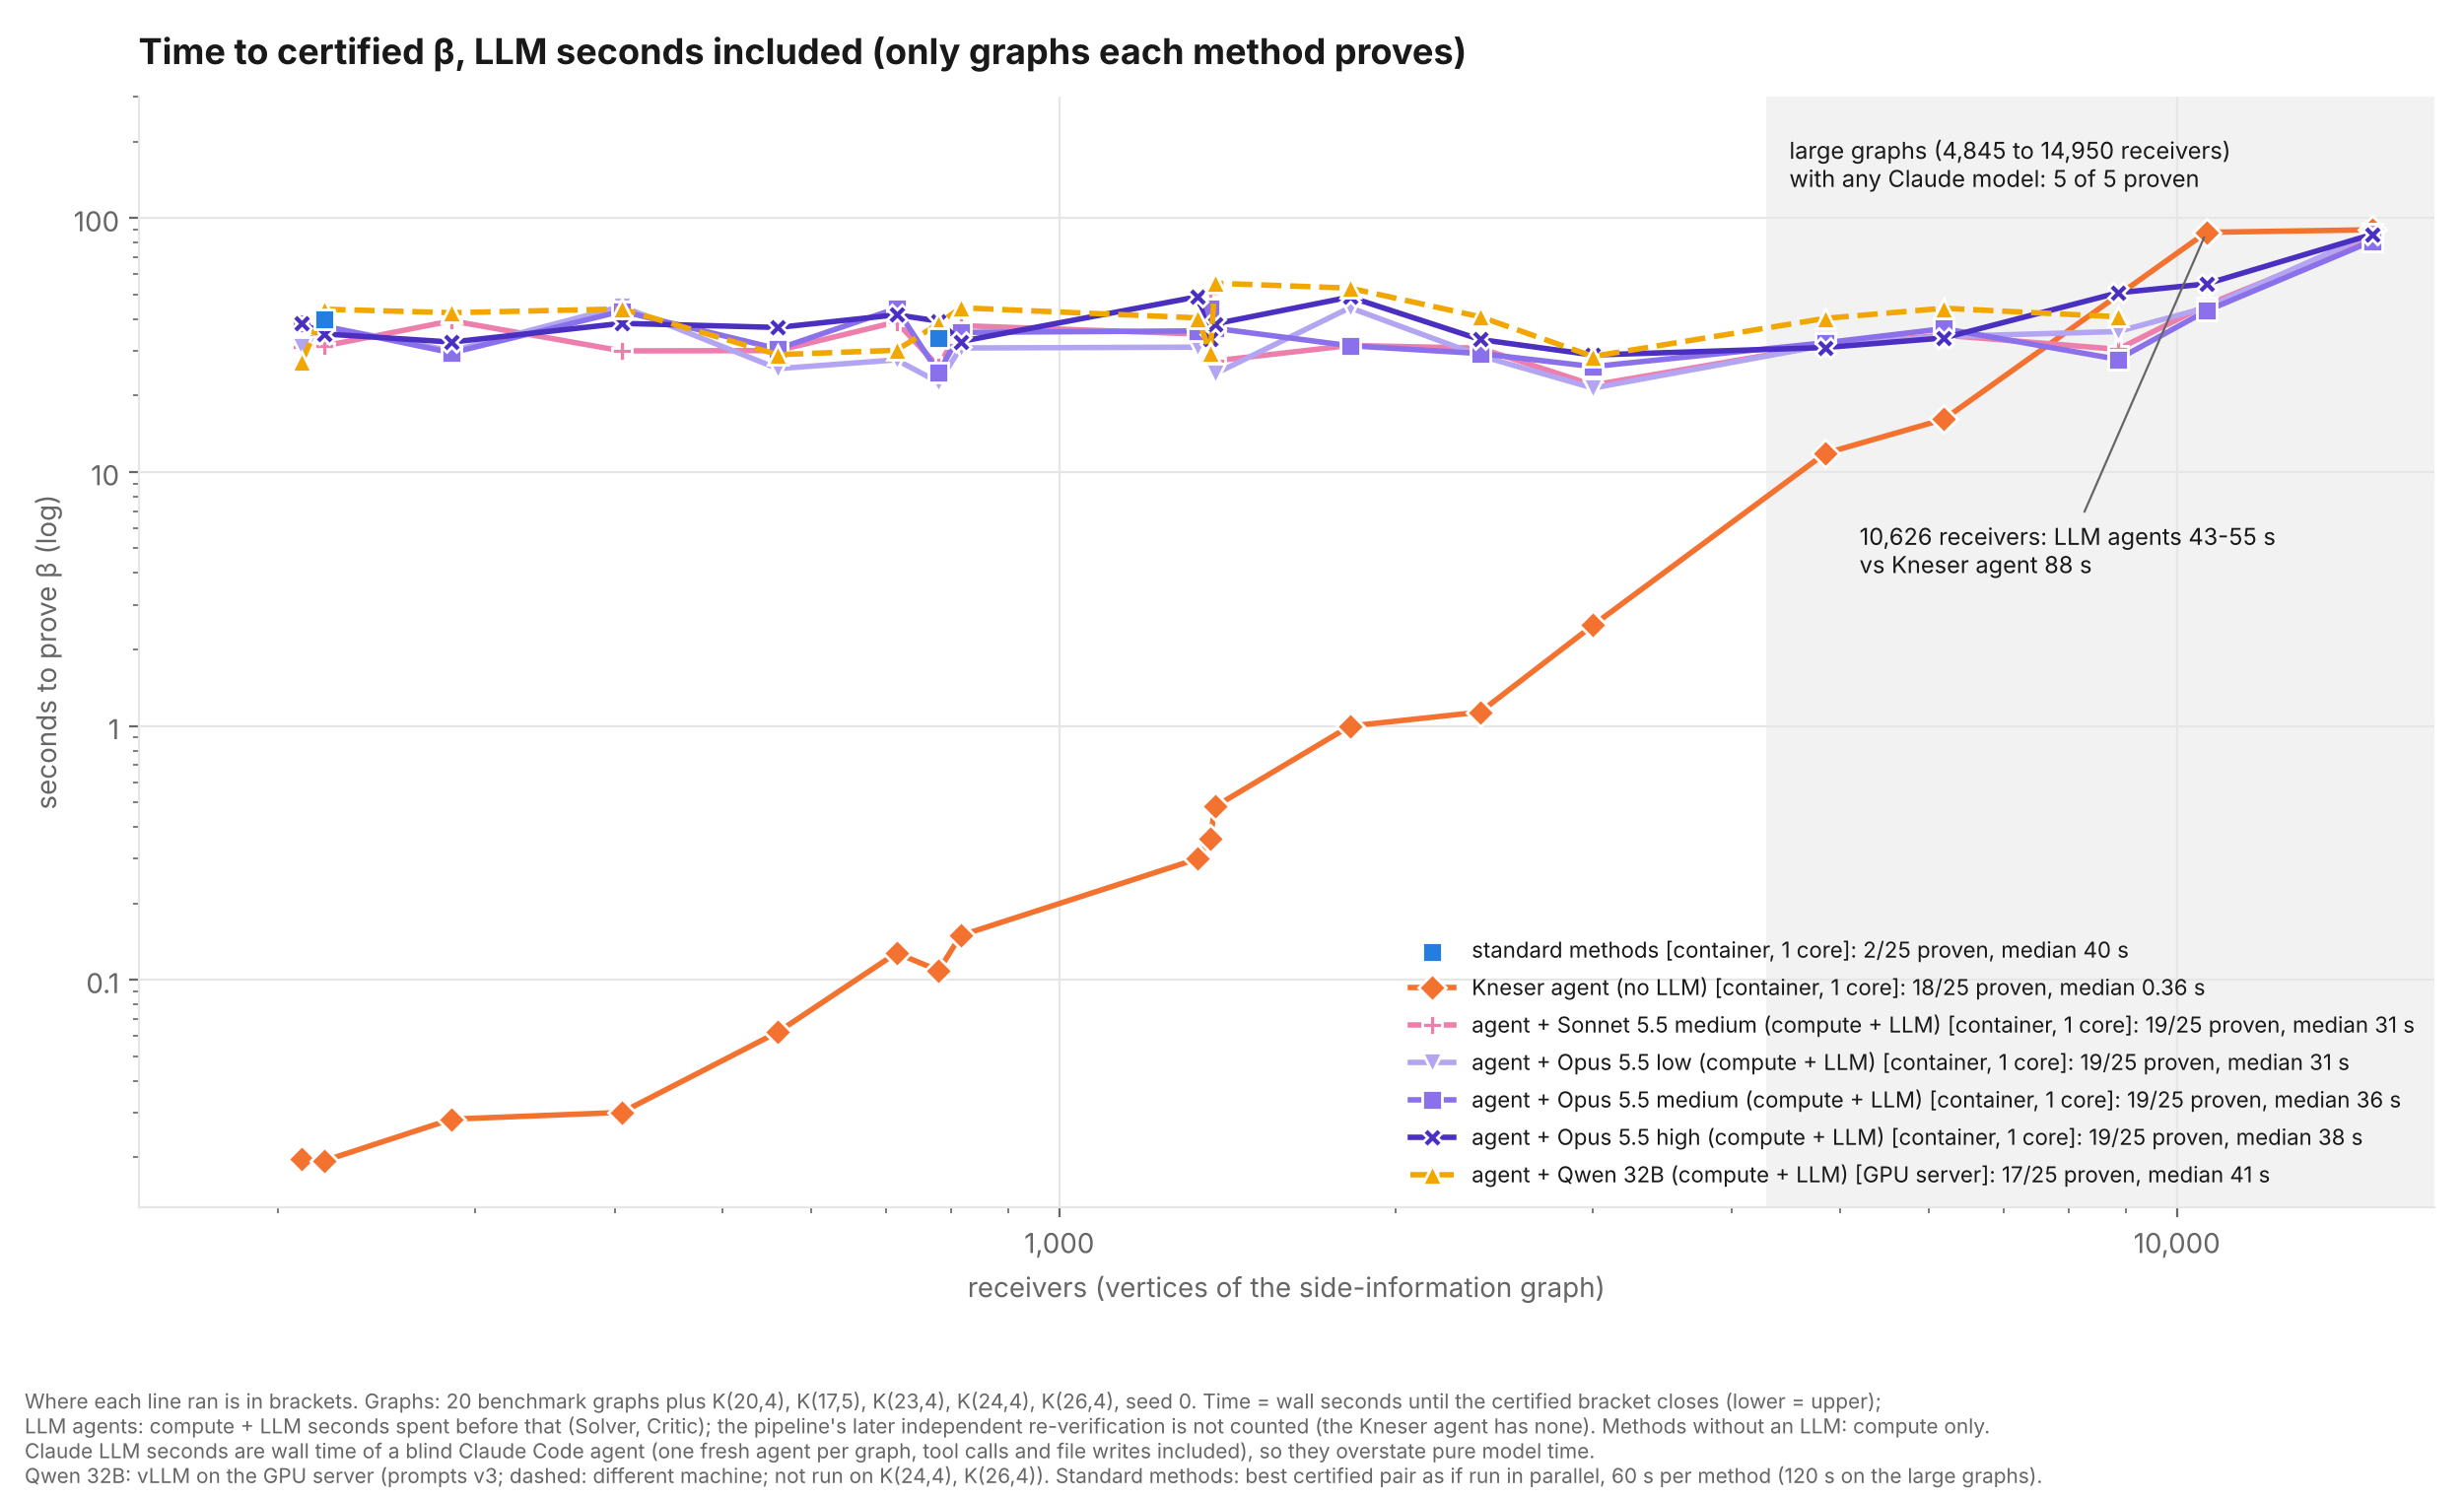 Time to certified β, LLM seconds included (only graphs each method proves)
large graphs (4,845 to 14,950 receivers)
with any Claude model: 5 of 5 proven
100
10
1
0.1
seconds to prove β (log)
10,626 receivers: LLM agents 43-55 s
vs Kneser agent 88 s
standard methods [container, 1 core]: 2/25 proven, median 40 s
Kneser agent (no LLM) [container, 1 core]: 18/25 proven, median 0.36 s
agent + Sonnet 5.5 medium (compute + LLM) [container, 1 core]: 19/25 proven, median 31 s
agent + Opus 5.5 low (compute + LLM) [container, 1 core]: 19/25 proven, median 31 s
agent + Opus 5.5 medium (compute + LLM) [container, 1 core]: 19/25 proven, median 36 s
agent + Opus 5.5 high (compute + LLM) [container, 1 core]: 19/25 proven, median 38 s
agent + Qwen 32B (compute + LLM) [GPU server]: 17/25 proven, median 41 s
1,000
10,000
receivers (vertices of the side-information graph)
Where each line ran is in brackets. Graphs: 20 benchmark graphs plus K(20,4), K(17,5), K(23,4), K(24,4), K(26,4), seed 0. Time = wall seconds until the certified bracket closes (lower = upper);
LLM agents: compute + LLM seconds spent before that (Solver, Critic); the pipeline's later independent re-verification is not counted (the Kneser agent has none). Methods without an LLM: compute only.
Claude LLM seconds are wall time of a blind Claude Code agent (one fresh agent per graph, tool calls and file writes included), so they overstate pure model time.
Qwen 32B: vLLM on the GPU server (prompts v3; dashed: different machine; not run on K(24,4), K(26,4)). Standard methods: best certified pair as if run in parallel, 60 s per method (120 s on the large graphs).